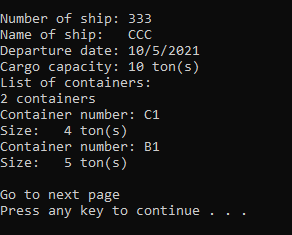 Number of ship: 333
Name of ship:   CCC
Departure date: 10/5/2021
Cargo capacity: 10 ton(s)
List of containers:
2 containers
Container number: C1
Size:   4 ton(s)
Container number: B1
Size:   5 ton(s)
Go to next page
Press any key to continue . . .